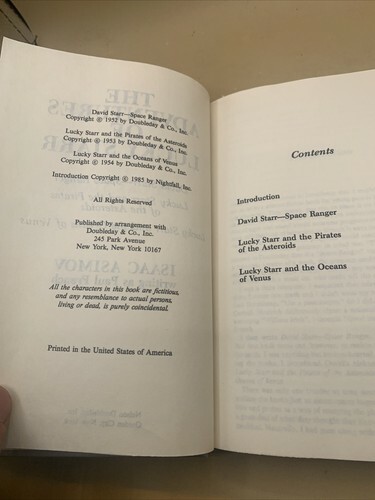 David Starr—Space Ranger
Copyright © 1952 by Doubleday & Co., Inc.
Lucky Starr and the Pirates of the Asteroids
Copyright © 1953 by Doubleday & Co., Inc.
Lucky Starr and the Oceans of Venus
Copyright © 1954 by Doubleday & Co., Inc.
Introduction Copyright © 1985 by Nightfall, Inc.
All Rights Reserved
Published by arrangement with
Doubleday & Co., Inc.
245 Park Avenue
New York, New York 10167
All the characters in this book are fictitious,
and any resemblance to actual persons,
living or dead, is purely coincidental.
Printed in the United States of America
Contents
Introduction
David Starr—Space Ranger
Lucky Starr and the Pirates
of the Asteroids
Lucky Starr and the Oceans
of Venus